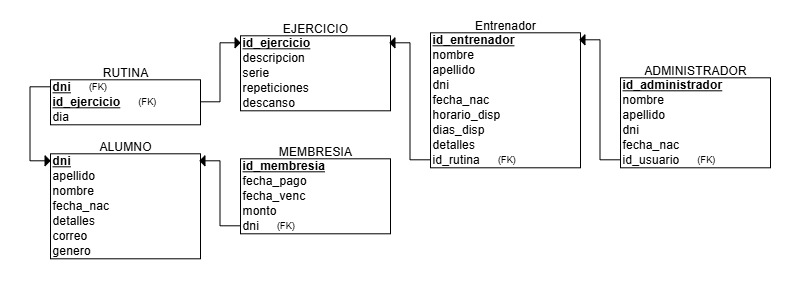 RUTINA
dni (FK)
id_ejercicio (FK)
dia
ALUMNO
dni
apellido
nombre
fecha_nac
detalles
correo
genero
EJERCICIO
id_ejercicio
descripcion
serie
repeticiones
descanso
MEMBRESIA
id_membresia
fecha_pago
fecha_venc
monto
dni (FK)
Entrenador
id_entrenador
nombre
apellido
dni
fecha_nac
horario_disp
dias_disp
detalles
id_rutina (FK)
ADMINISTRADOR
id_administrador
nombre
apellido
dni
fecha_nac
id_usuario (FK)